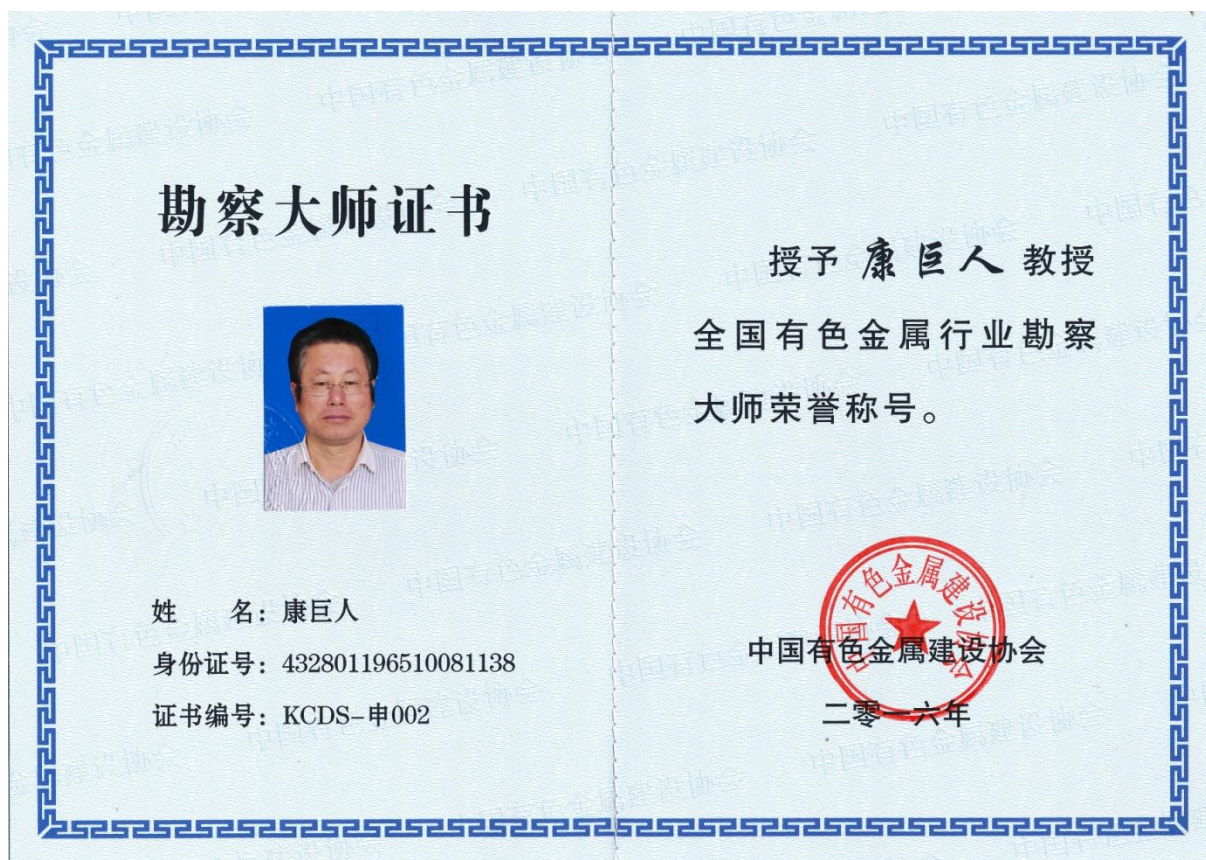 勘察大师证书
姓　　名：康巨人
身份证号：432801196510081138
证书编号：KCDS-申002
授予 康巨人 教授
全国有色金属行业勘察
大师荣誉称号。
中国有色金属建设协会
中国有色金属建设协会
二零一六年